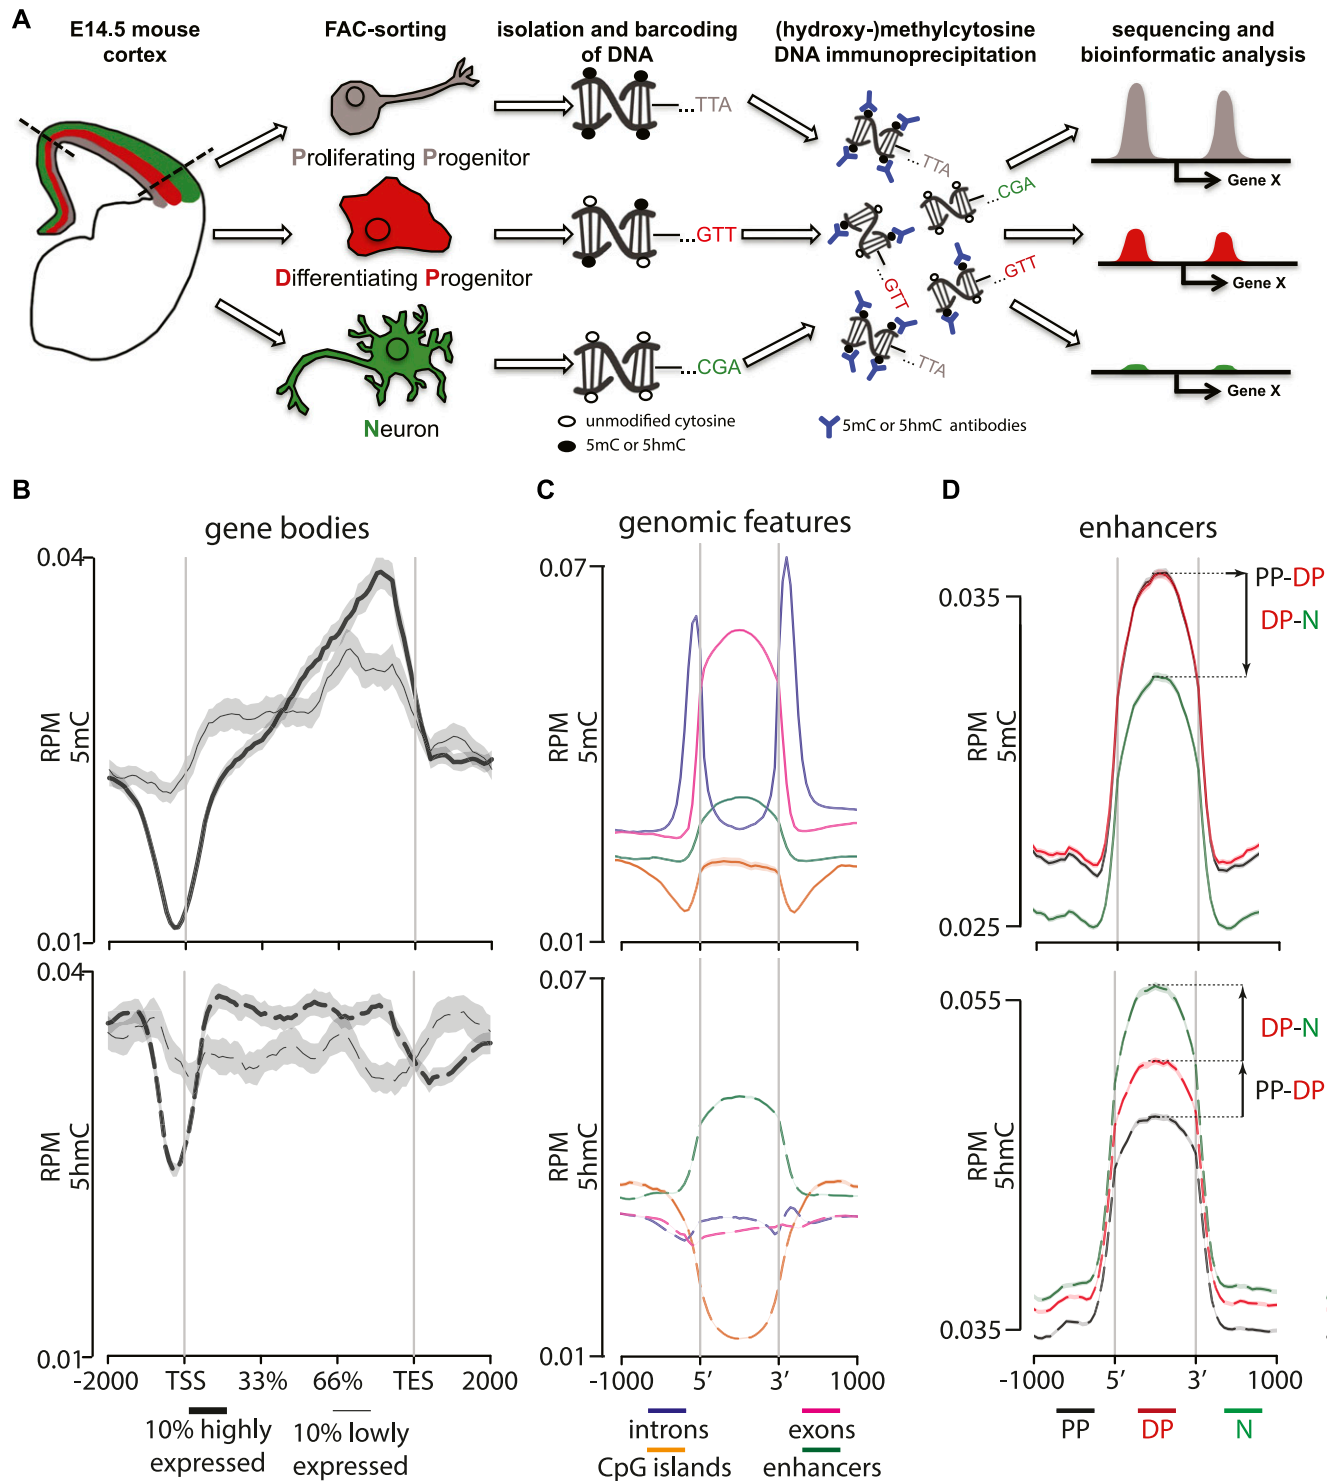 A
E14.5 mouse
cortex
FAC-sorting
isolation and barcoding
of DNA
(hydroxy-)methylcytosine
DNA immunoprecipitation
sequencing and
bioinformatic analysis
...TTA
Proliferating Progenitor
...TTA
Gene X
...CGA
...GTT
Differentiating Progenitor
...GTT
...GTT
Gene X
...CGA
...TTA
Gene X
Neuron
unmodified cytosine
5mC or 5hmC
5mC or 5hmC antibodies
B
gene bodies
0.04
RPM
5mC
0.01
0.04
RPM
5hmC
0.01
-2000 TSS 33% 66% TES 2000
10% highly
expressed
10% lowly
expressed
C
genomic features
0.07
RPM
5mC
0.01
0.07
RPM
5hmC
0.01
-1000 5′ 3′ 1000
introns
exons
CpG islands
enhancers
D
enhancers
0.035
RPM
5mC
0.025
PP-DP
DP-N
0.055
RPM
5hmC
0.035
DP-N
PP-DP
-1000 5′ 3′ 1000
PP DP N